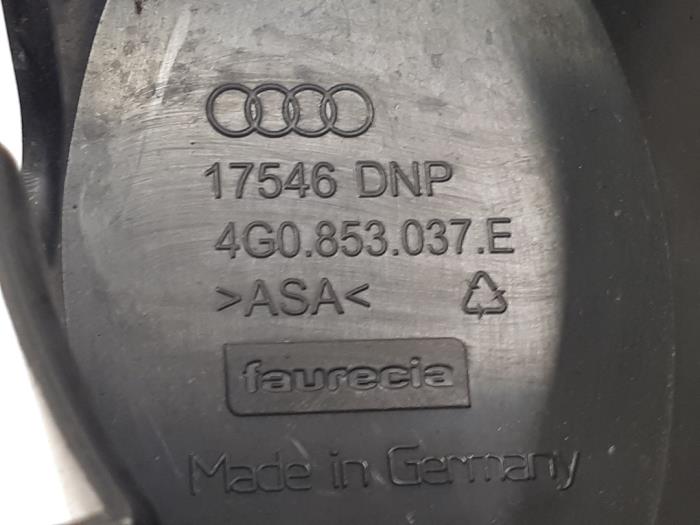 17546 DNP
4G0.853.037.E
>ASA<
faurecia
Made in Germany